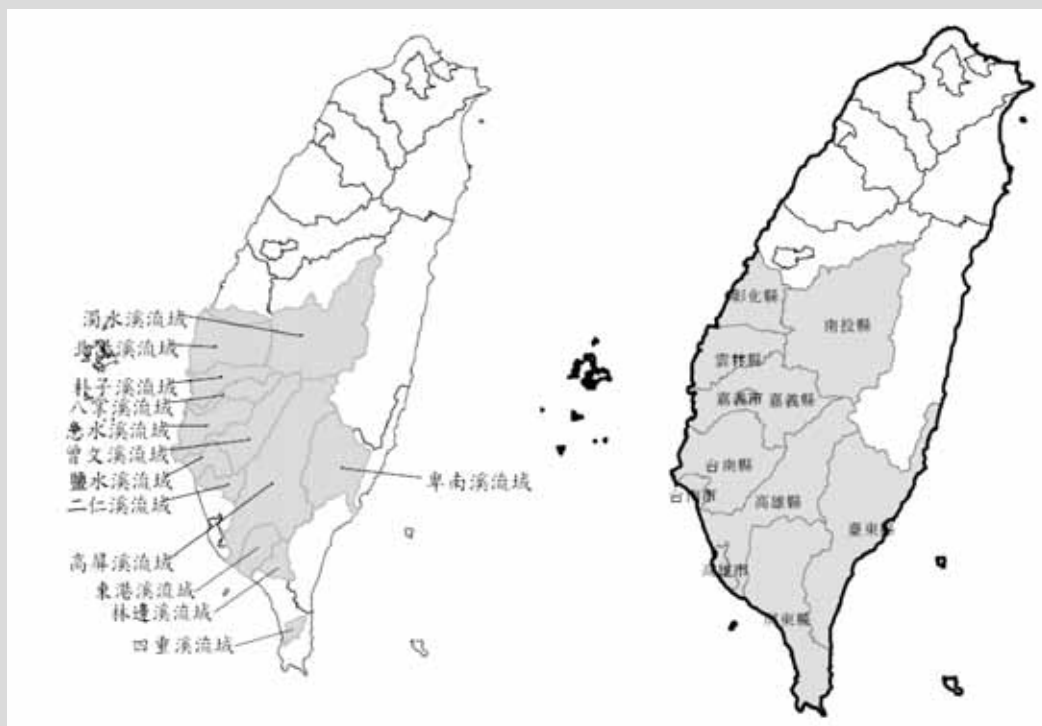 濁水溪流域
北溪流域
朴子溪流域
八掌溪流域
急水溪流域
曾文溪流域
鹽水溪流域
二仁溪流域
高屏溪流域
東港溪流域
林邊溪流域
四重溪流域
卑南溪流域
彰化縣
南投縣
雲林縣
嘉義市
嘉義縣
台南縣
台南市
高雄縣
臺東縣
高雄市
屏東縣